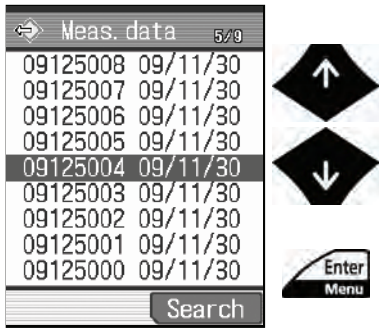 Meas. data 5/9
09125008 09/11/30
09125007 09/11/30
09125006 09/11/30
09125005 09/11/30
09125004 09/11/30
09125003 09/11/30
09125002 09/11/30
09125001 09/11/30
09125000 09/11/30
Search
Enter
Menu